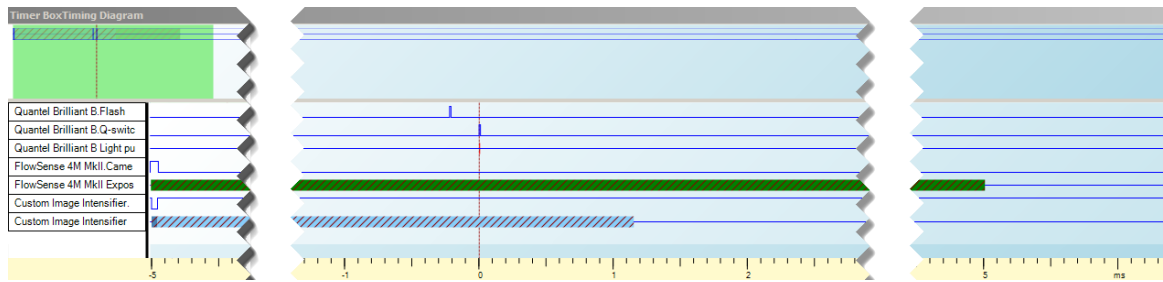 Timer BoxTiming Diagram
Quantel Brilliant B.Flash
Quantel Brilliant B.Q-switc
Quantel Brilliant B Light pu
FlowSense 4M MkII.Came
FlowSense 4M MkII Expos
Custom Image Intensifier.
Custom Image Intensifier
-5 -1 0 1 2 5 ms